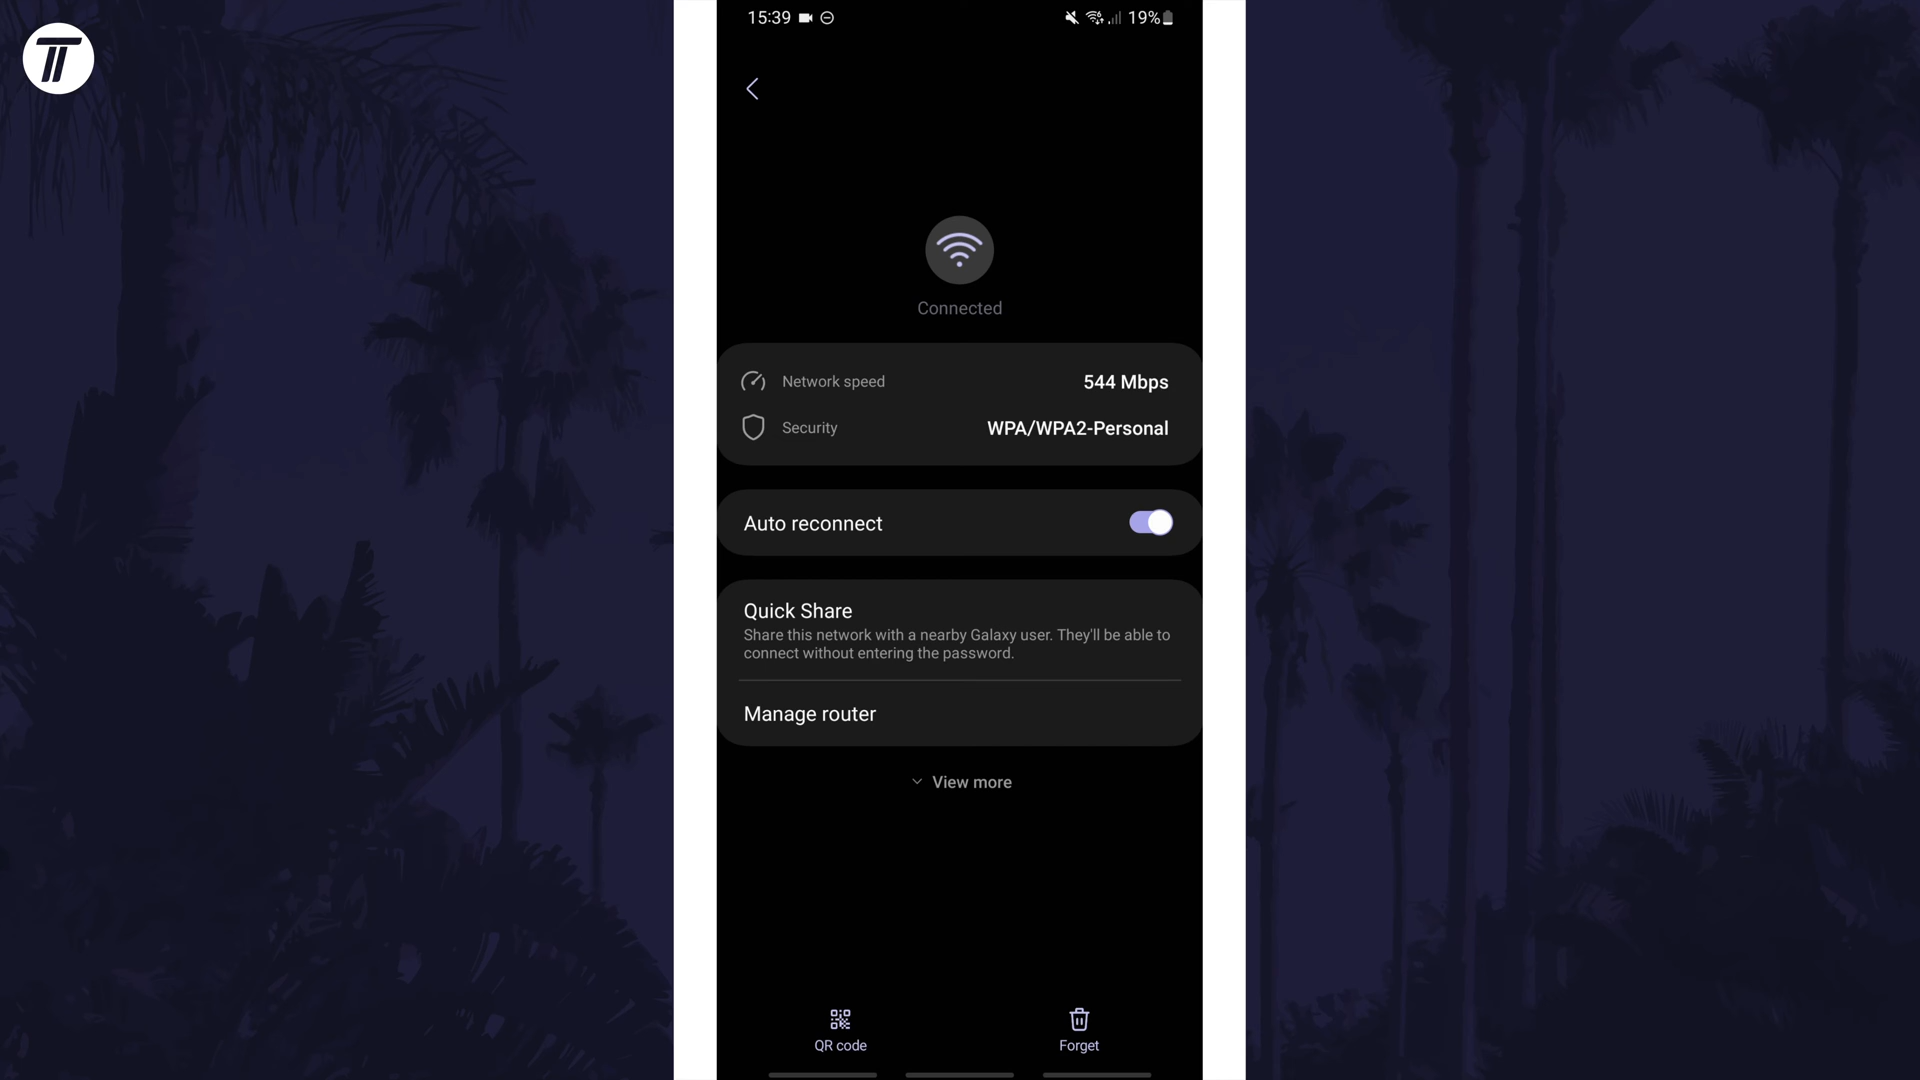 15:39
19%
Connected
Network speed 544 Mbps
Security WPA/WPA2-Personal
Auto reconnect
Quick Share
Share this network with a nearby Galaxy user. They'll be able to
connect without entering the password.
Manage router
View more
QR code Forget